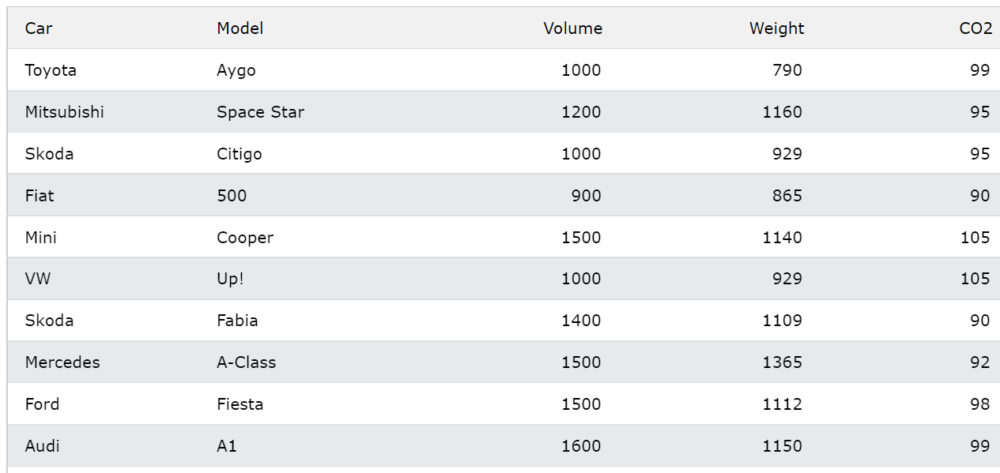 Car Model Volume Weight CO2
Toyota Aygo 1000 790 99
Mitsubishi Space Star 1200 1160 95
Skoda Citigo 1000 929 95
Fiat 500 900 865 90
Mini Cooper 1500 1140 105
VW Up! 1000 929 105
Skoda Fabia 1400 1109 90
Mercedes A-Class 1500 1365 92
Ford Fiesta 1500 1112 98
Audi A1 1600 1150 99